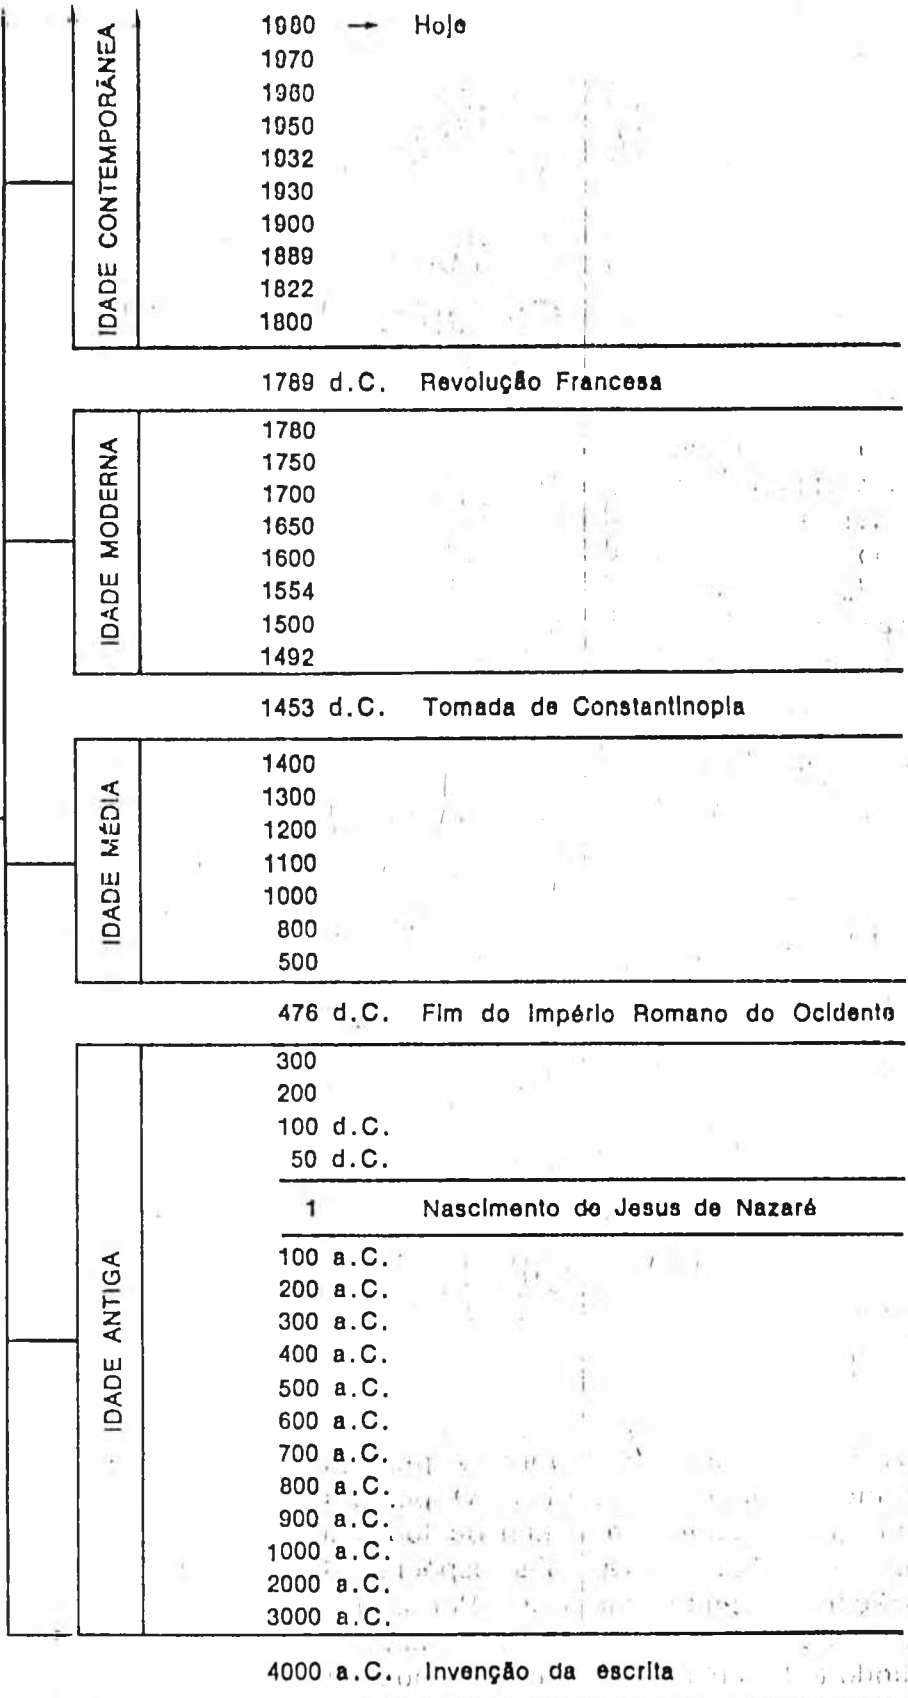 IDADE CONTEMPORÂNEA
1980 → Hoje
1970
1960
1950
1932
1930
1900
1889
1822
1800
1789 d.C. Revolução Francesa
IDADE MODERNA
1780
1750
1700
1650
1600
1554
1500
1492
1453 d.C. Tomada de Constantinopla
IDADE MÉDIA
1400
1300
1200
1100
1000
800
500
476 d.C. Fim do Império Romano do Ocidente
IDADE ANTIGA
300
200
100 d.C.
50 d.C.
1 Nascimento de Jesus de Nazaré
100 a.C.
200 a.C.
300 a.C.
400 a.C.
500 a.C.
600 a.C.
700 a.C.
800 a.C.
900 a.C.
1000 a.C.
2000 a.C.
3000 a.C.
4000 a.C. Invenção da escrita